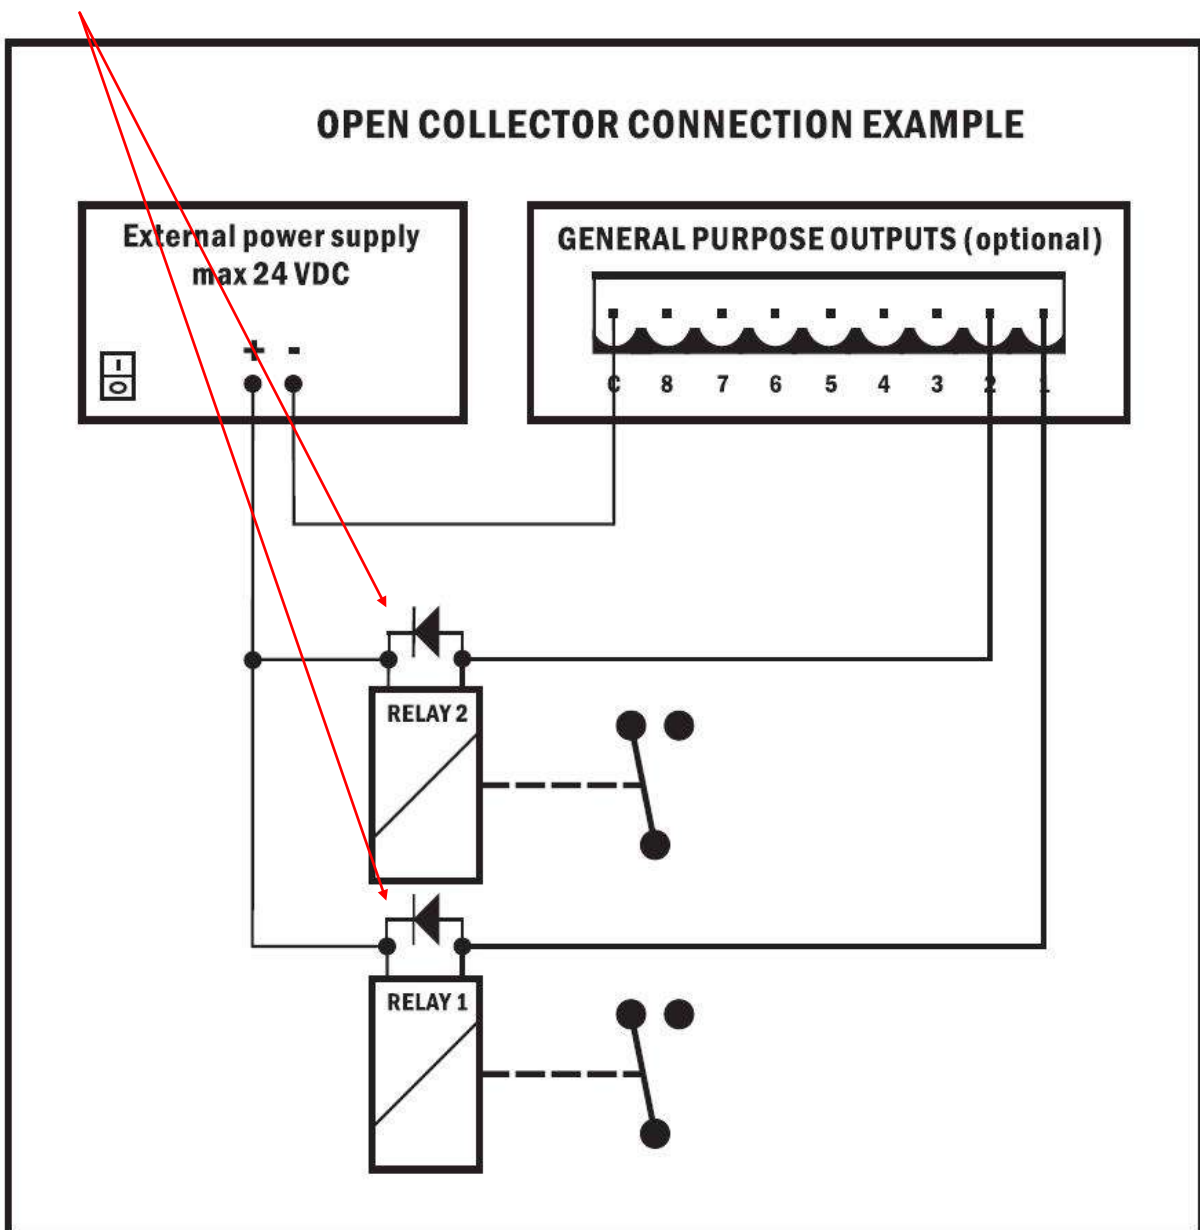 OPEN COLLECTOR CONNECTION EXAMPLE
External power supply
max 24 VDC
+ -
I
O
GENERAL PURPOSE OUTPUTS (optional)
C 8 7 6 5 4 3 2 1
RELAY 2
RELAY 1